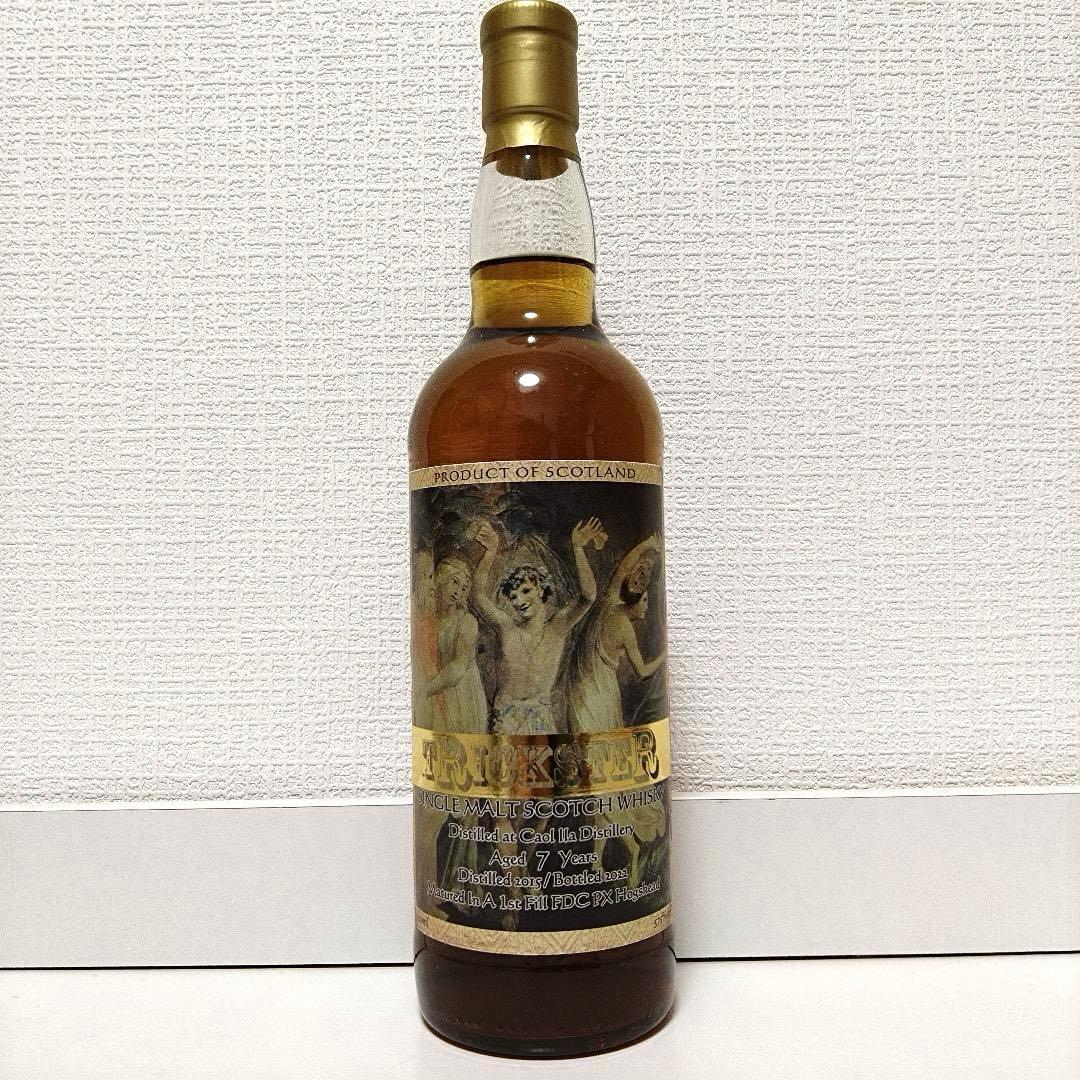 PRODUCT OF SCOTLAND
TRICKSTER
SINGLE MALT SCOTCH WHISKY
Distilled at Caol Ila Distillery
Aged 7 Years
Distilled 2015 / Bottled 2022
Matured In A 1st Fill FDC PX Hogshead